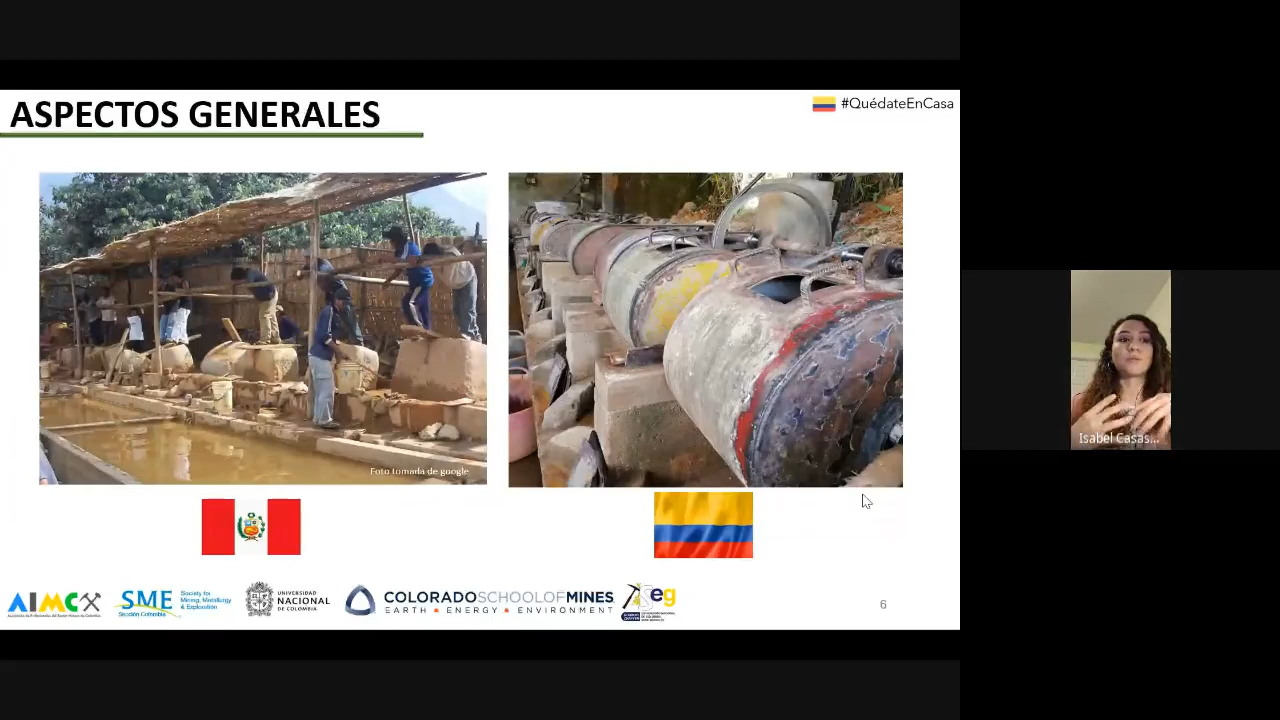 ASPECTOS GENERALES
#QuédateEnCasa
Foto tomada de google
Isabel Casas...
AIMC
SME
Sección Colombia
Society for
Mining, Metallurgy
& Exploration
UNIVERSIDAD
NACIONAL
DE COLOMBIA
COLORADOSCHOOLOFMINES
EARTH • ENERGY • ENVIRONMENT
seg
6